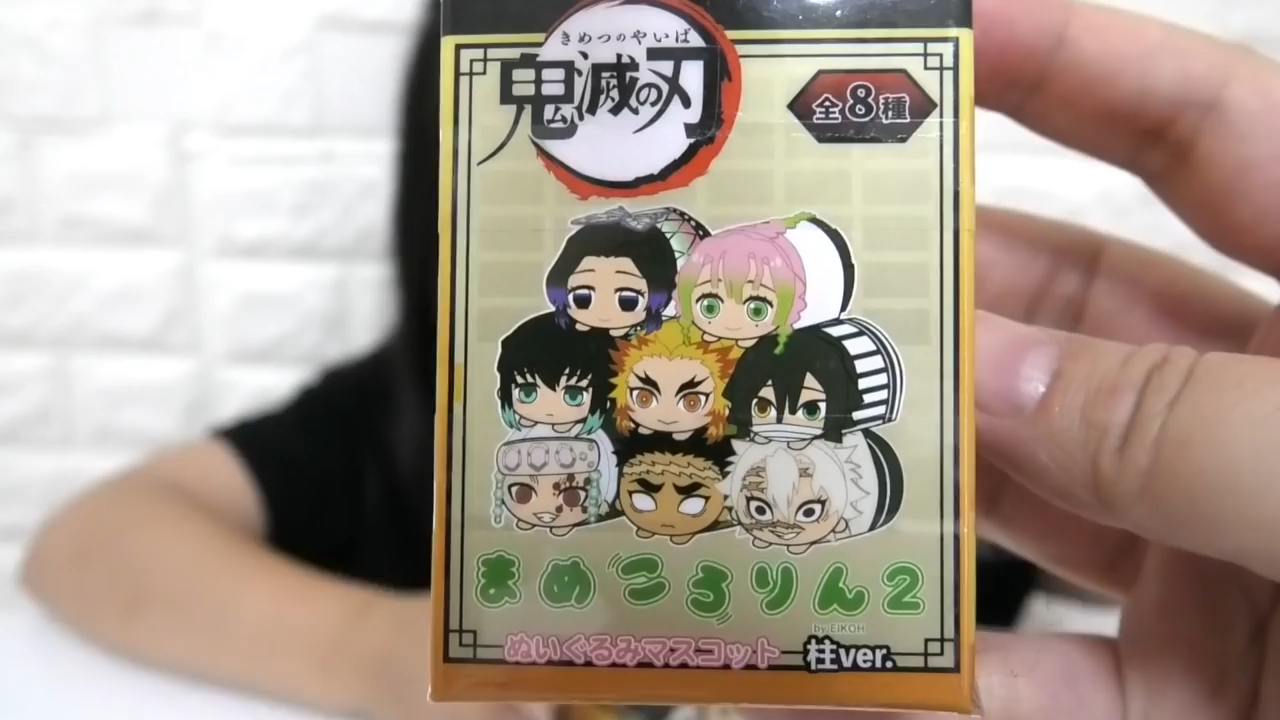 きめつのやいば
鬼滅の刃
全8種
まめころりん2
by EIKOH
ぬいぐるみマスコット 柱ver.